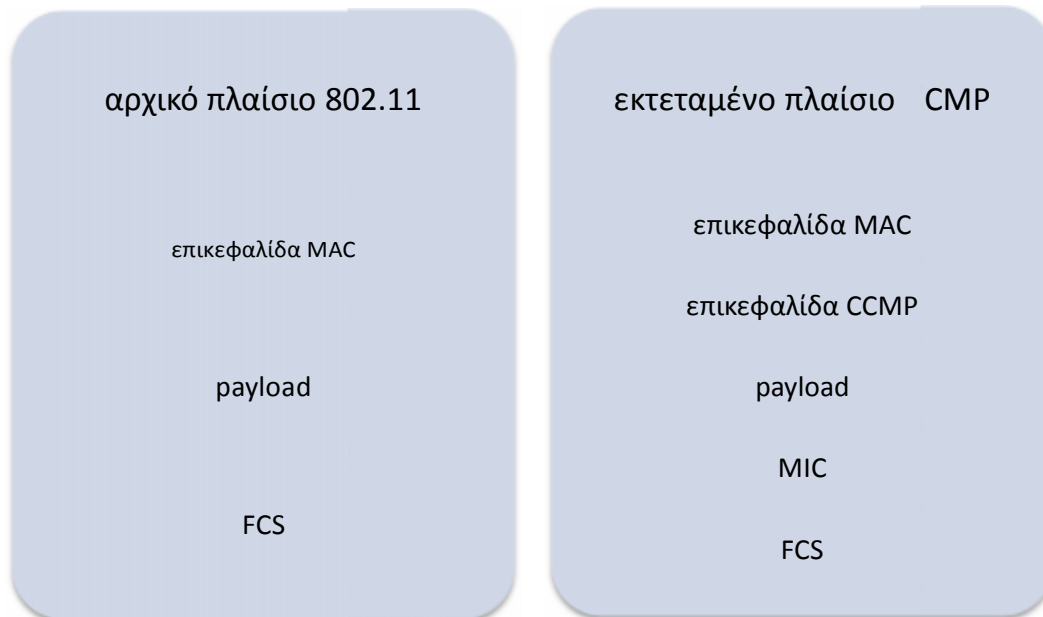 αρχικό πλαίσιο 802.11
επικεφαλίδα MAC
payload
FCS
εκτεταμένο πλαίσιο CMP
επικεφαλίδα MAC
επικεφαλίδα CCMP
payload
MIC
FCS